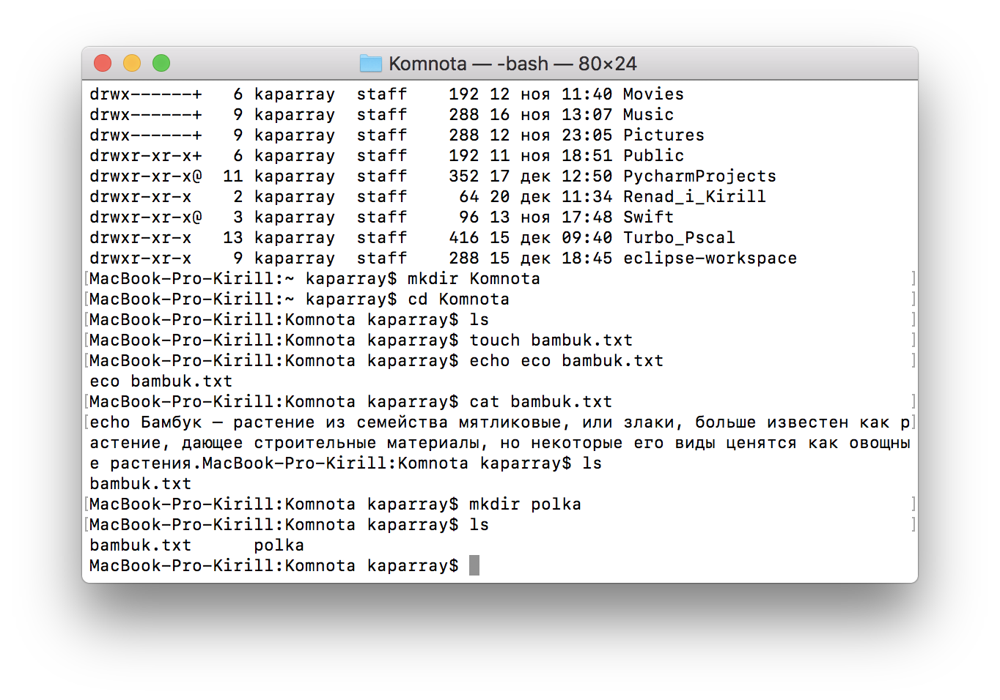 Komnota — -bash — 80×24
drwx------+   6 kaparray  staff    192 12 ноя 11:40 Movies
drwx------+   9 kaparray  staff    288 16 ноя 13:07 Music
drwx------+   9 kaparray  staff    288 12 ноя 23:05 Pictures
drwxr-xr-x+   6 kaparray  staff    192 11 ноя 18:51 Public
drwxr-xr-x@  11 kaparray  staff    352 17 дек 12:50 PycharmProjects
drwxr-xr-x    2 kaparray  staff     64 20 дек 11:34 Renad_i_Kirill
drwxr-xr-x@   3 kaparray  staff     96 13 ноя 17:48 Swift
drwxr-xr-x   13 kaparray  staff    416 15 дек 09:40 Turbo_Pscal
drwxr-xr-x    9 kaparray  staff    288 15 дек 18:45 eclipse-workspace
[MacBook-Pro-Kirill:~ kaparray$ mkdir Komnota ]
[MacBook-Pro-Kirill:~ kaparray$ cd Komnota ]
[MacBook-Pro-Kirill:Komnota kaparray$ ls ]
[MacBook-Pro-Kirill:Komnota kaparray$ touch bambuk.txt ]
[MacBook-Pro-Kirill:Komnota kaparray$ echo eco bambuk.txt ]
eco bambuk.txt
[MacBook-Pro-Kirill:Komnota kaparray$ cat bambuk.txt ]
[echo Бамбук — растение из семейства мятликовые, или злаки, больше известен как р]
астение, дающее строительные материалы, но некоторые его виды ценятся как овощны
е растения.MacBook-Pro-Kirill:Komnota kaparray$ ls
bambuk.txt
[MacBook-Pro-Kirill:Komnota kaparray$ mkdir polka ]
[MacBook-Pro-Kirill:Komnota kaparray$ ls ]
bambuk.txt      polka
MacBook-Pro-Kirill:Komnota kaparray$